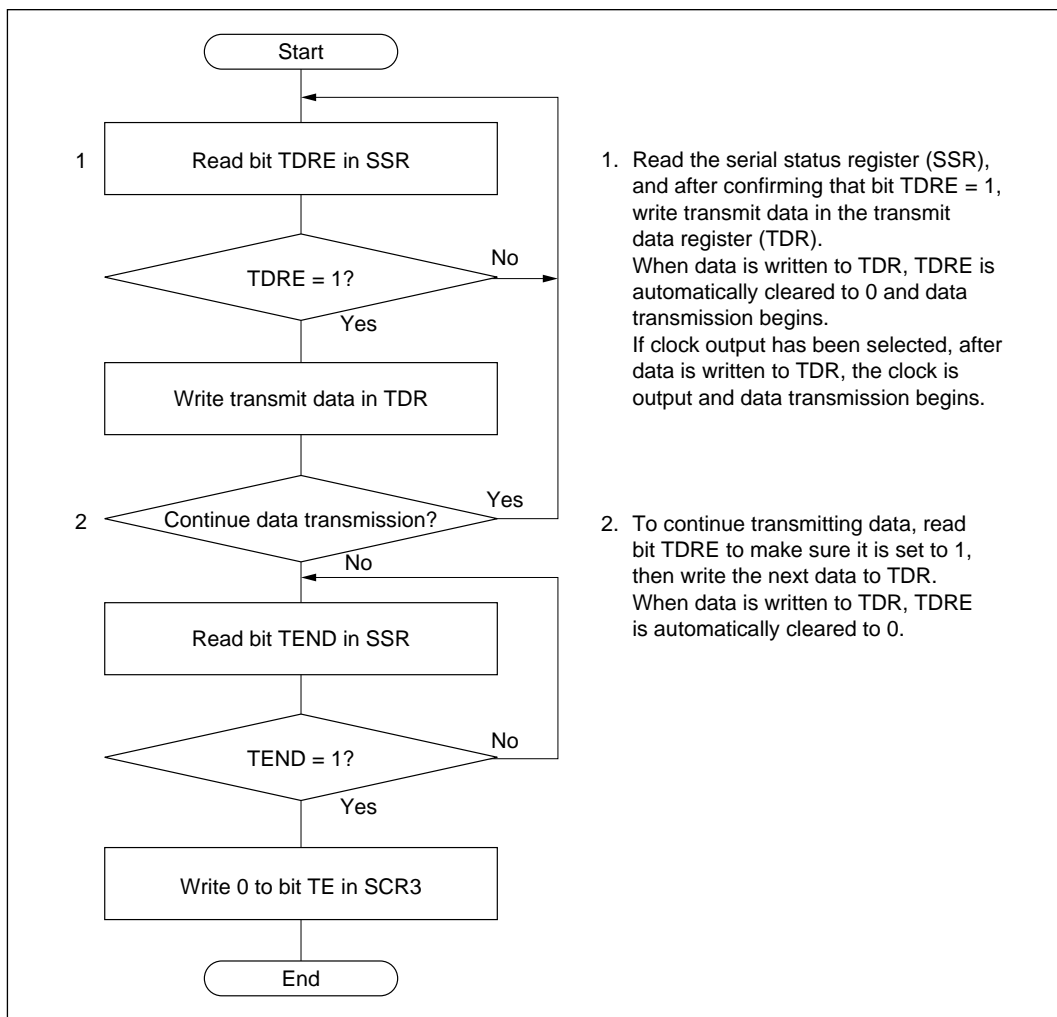 Start
1
Read bit TDRE in SSR
TDRE = 1?
No
Yes
Write transmit data in TDR
2
Continue data transmission?
Yes
No
Read bit TEND in SSR
TEND = 1?
No
Yes
Write 0 to bit TE in SCR3
End
1. Read the serial status register (SSR),
and after confirming that bit TDRE = 1,
write transmit data in the transmit
data register (TDR).
When data is written to TDR, TDRE is
automatically cleared to 0 and data
transmission begins.
If clock output has been selected, after
data is written to TDR, the clock is
output and data transmission begins.
2. To continue transmitting data, read
bit TDRE to make sure it is set to 1,
then write the next data to TDR.
When data is written to TDR, TDRE
is automatically cleared to 0.